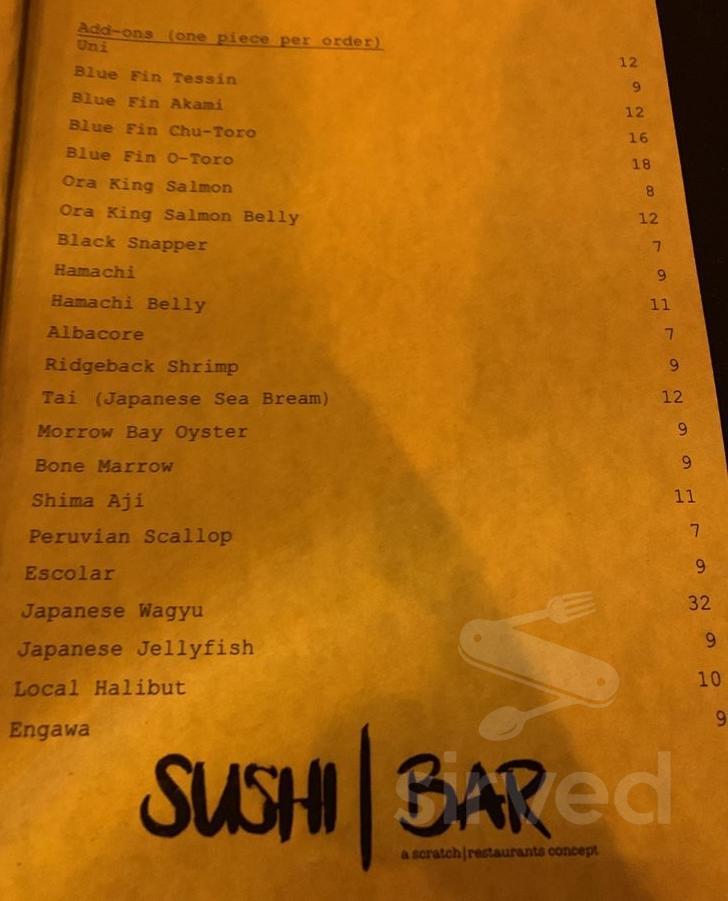 Add-ons (one piece per order)
Uni 12
Blue Fin Tessin 9
Blue Fin Akami 12
Blue Fin Chu-Toro 16
Blue Fin O-Toro 18
Ora King Salmon 8
Ora King Salmon Belly 12
Black Snapper 7
Hamachi 9
Hamachi Belly 11
Albacore 7
Ridgeback Shrimp 9
Tai (Japanese Sea Bream) 12
Morrow Bay Oyster 9
Bone Marrow 9
Shima Aji 11
Peruvian Scallop 7
Escolar 9
Japanese Wagyu 32
Japanese Jellyfish 9
Local Halibut 10
Engawa 9
SUSHI|BAR
a scratch|restaurants concept
sirved